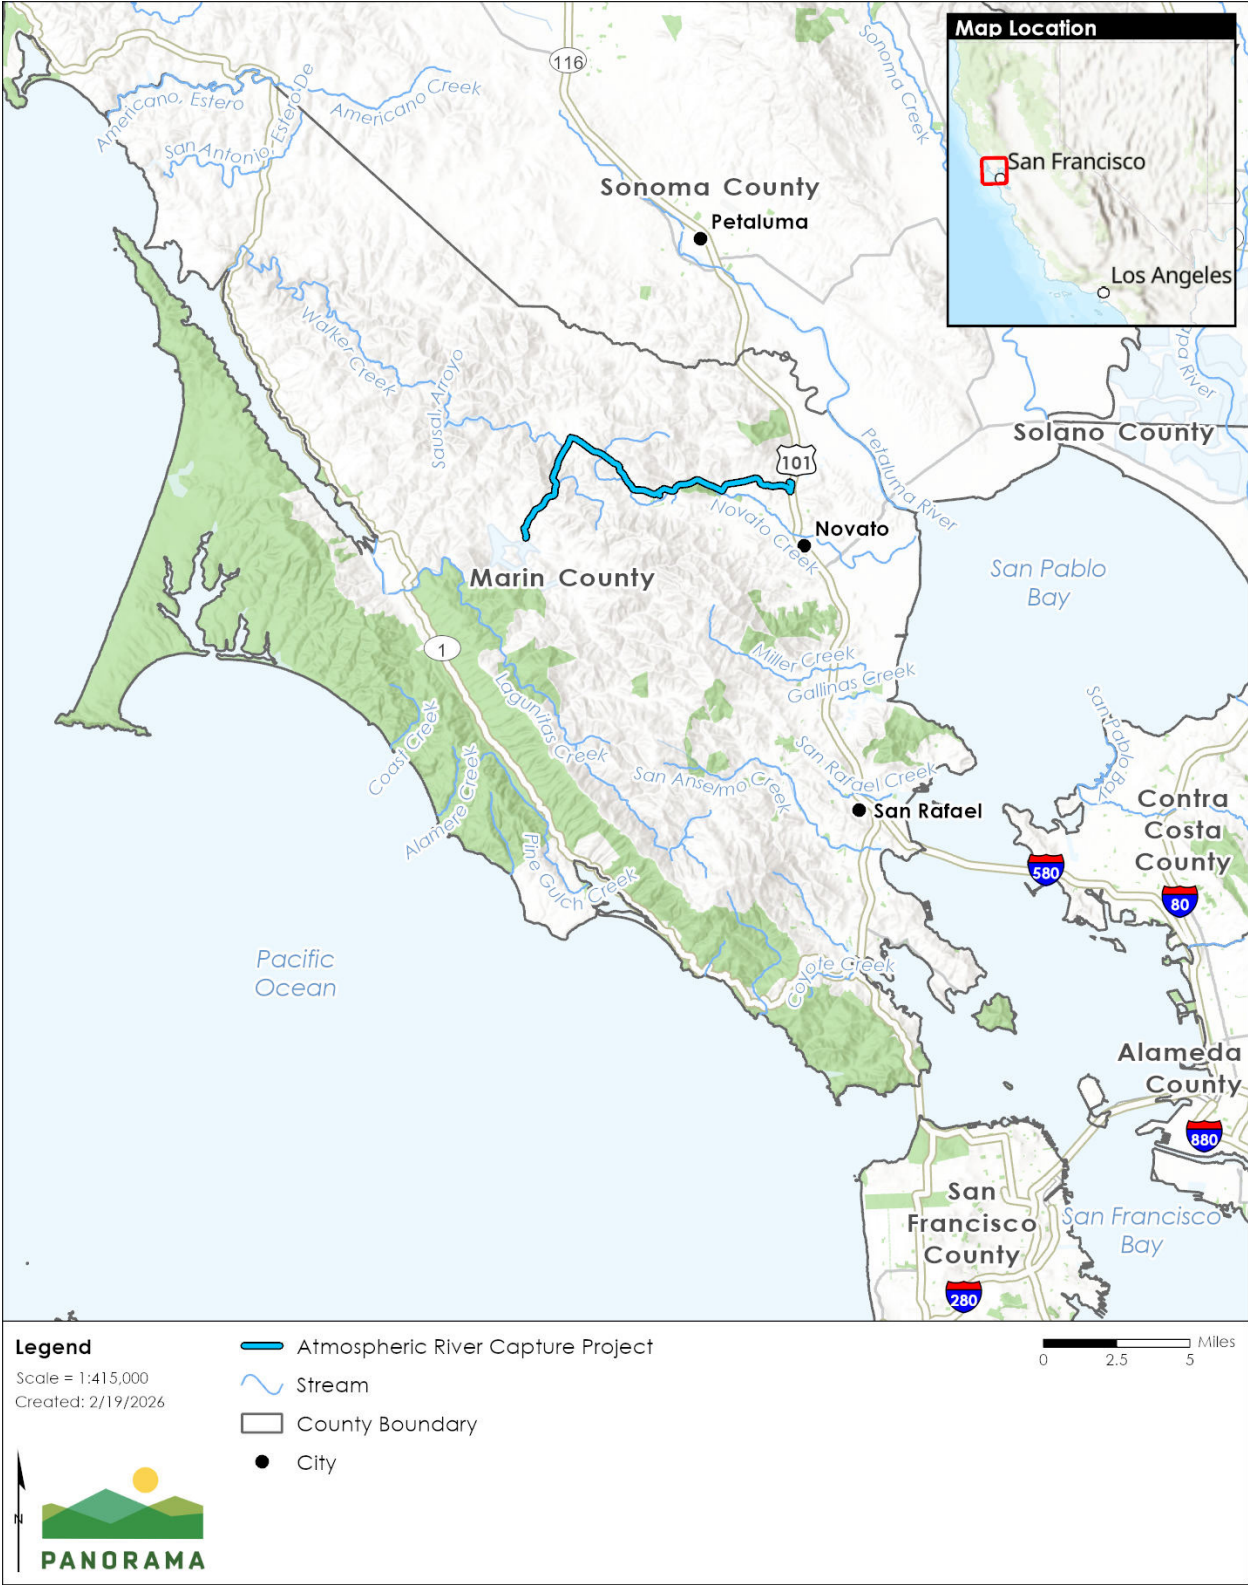 Map Location
San Francisco
Los Angeles
116
Americano, Estero
Americano Creek
San Antonio, Estero De
Sonoma Creek
Sonoma County
Petaluma
Walker Creek
Sausal, Arroyo
Solano County
101
Petaluma River
Novato Creek
Novato
Marin County
San Pablo
Bay
1
Miller Creek
Gallinas Creek
Lagunitas Creek
Coast Creek
San Pablo Bay
San Rafael Creek
San Anselmo Creek
Alamere Creek
Contra
Costa
County
San Rafael
Pine Gulch Creek
580
80
Pacific
Ocean
Coyote Creek
Alameda
County
880
San
Francisco
County
San Francisco
Bay
280
Legend
Scale = 1:415,000
Created: 2/19/2026
Atmospheric River Capture Project
Stream
County Boundary
City
Miles
0
2.5
5
N
PANORAMA